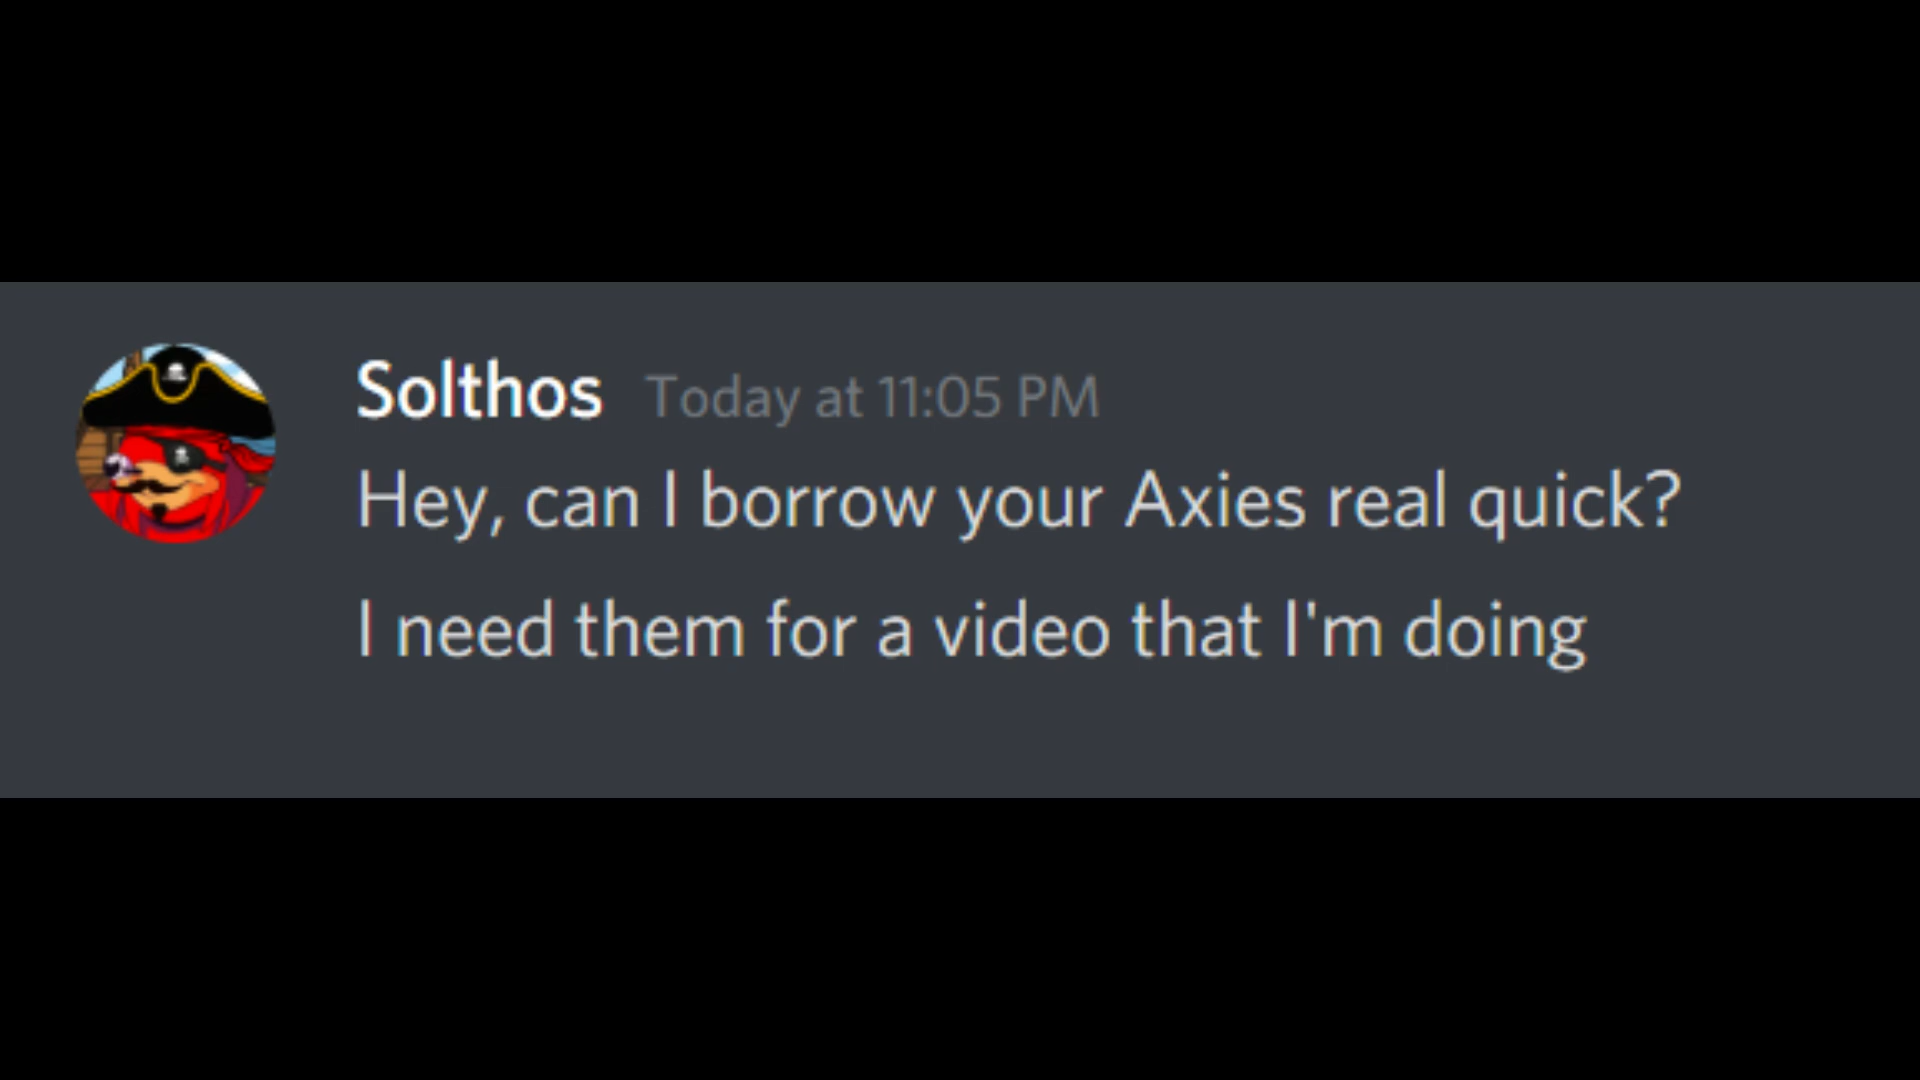 Solthos Today at 11:05 PM
Hey, can I borrow your Axies real quick?
I need them for a video that I'm doing